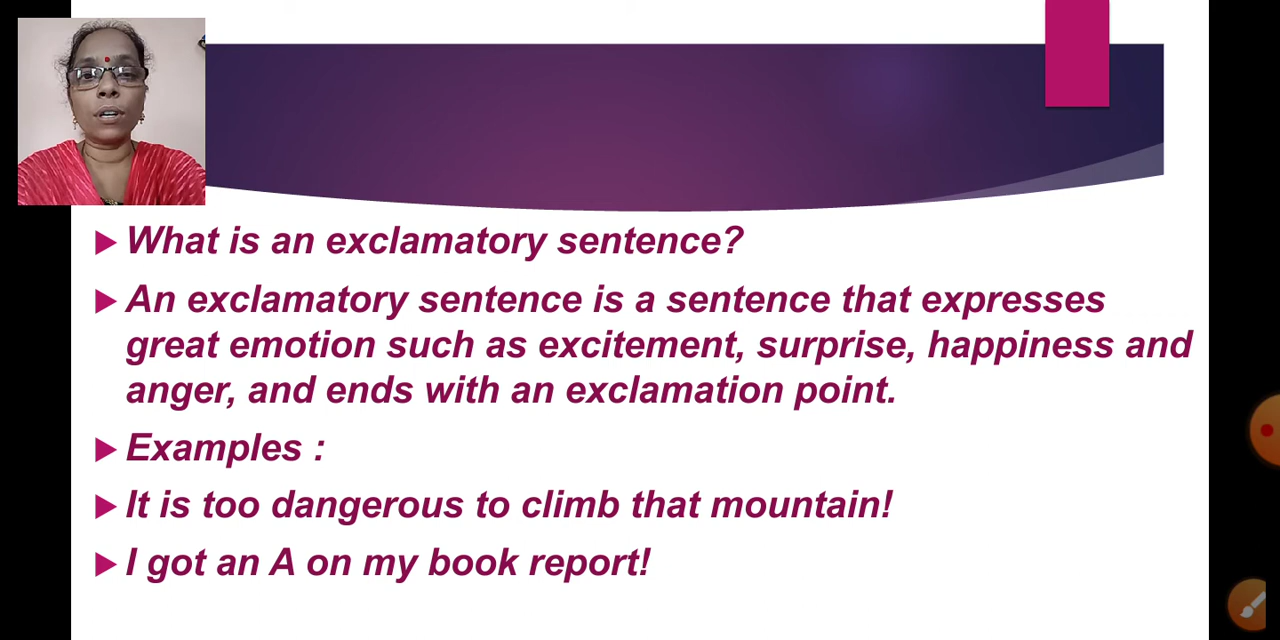 What is an exclamatory sentence?
An exclamatory sentence is a sentence that expresses
great emotion such as excitement, surprise, happiness and
anger, and ends with an exclamation point.
Examples :
It is too dangerous to climb that mountain!
I got an A on my book report!